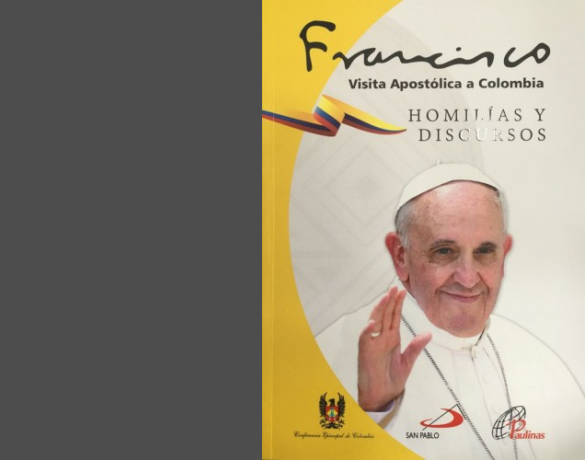 Francisco
Visita Apostólica a Colombia
HOMILÍAS Y
DISCURSOS
Conferencia Episcopal de Colombia
SAN PABLO
Paulinas